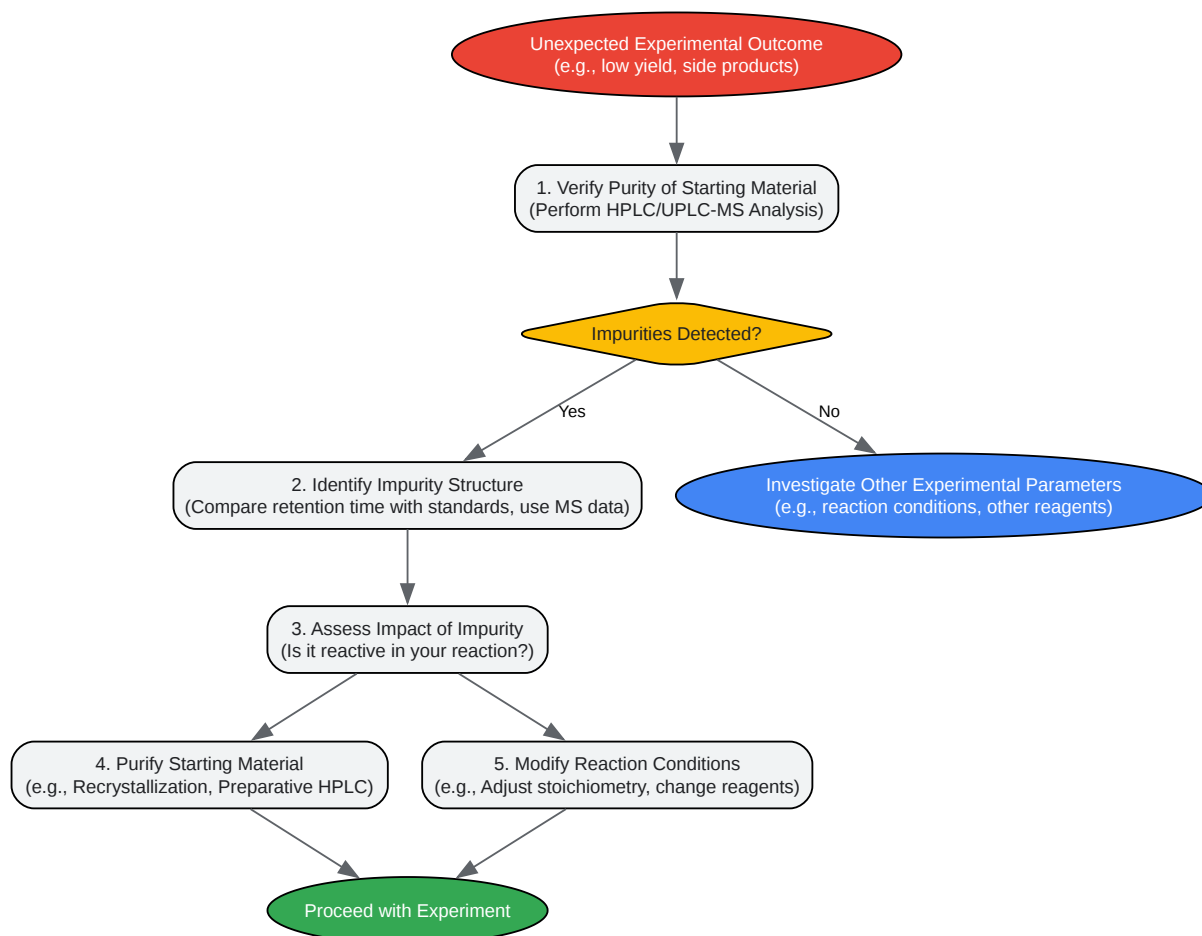 Unexpected Experimental Outcome
(e.g., low yield, side products)
1. Verify Purity of Starting Material
(Perform HPLC/UPLC-MS Analysis)
Impurities Detected?
Yes
No
2. Identify Impurity Structure
(Compare retention time with standards, use MS data)
Investigate Other Experimental Parameters
(e.g., reaction conditions, other reagents)
3. Assess Impact of Impurity
(Is it reactive in your reaction?)
4. Purify Starting Material
(e.g., Recrystallization, Preparative HPLC)
5. Modify Reaction Conditions
(e.g., Adjust stoichiometry, change reagents)
Proceed with Experiment